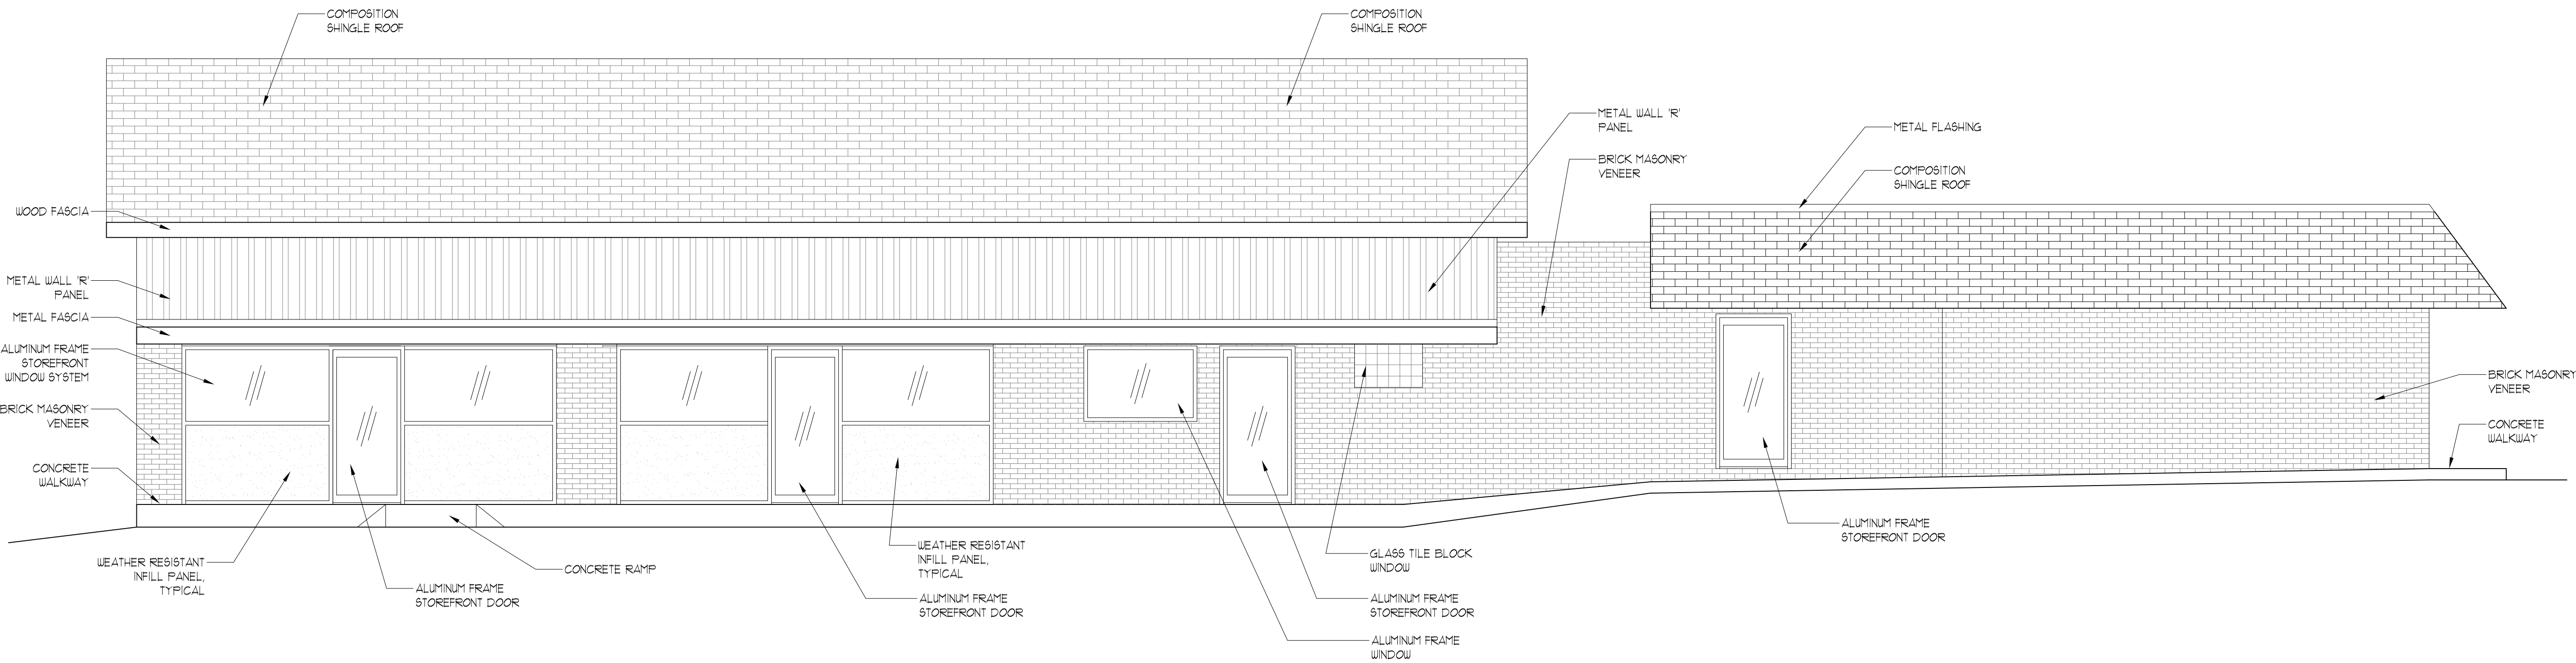 COMPOSITION
SHINGLE ROOF
COMPOSITION
SHINGLE ROOF
METAL WALL 'R'
PANEL
METAL FLASHING
BRICK MASONRY
VENEER
COMPOSITION
SHINGLE ROOF
WOOD FASCIA
METAL WALL 'R'
PANEL
METAL FASCIA
ALUMINUM FRAME
STOREFRONT
WINDOW SYSTEM
BRICK MASONRY
VENEER
CONCRETE
WALKWAY
BRICK MASONRY
VENEER
CONCRETE
WALKWAY
WEATHER RESISTANT
INFILL PANEL,
TYPICAL
ALUMINUM FRAME
STOREFRONT DOOR
CONCRETE RAMP
WEATHER RESISTANT
INFILL PANEL,
TYPICAL
ALUMINUM FRAME
STOREFRONT DOOR
GLASS TILE BLOCK
WINDOW
ALUMINUM FRAME
STOREFRONT DOOR
ALUMINUM FRAME
WINDOW
ALUMINUM FRAME
STOREFRONT DOOR